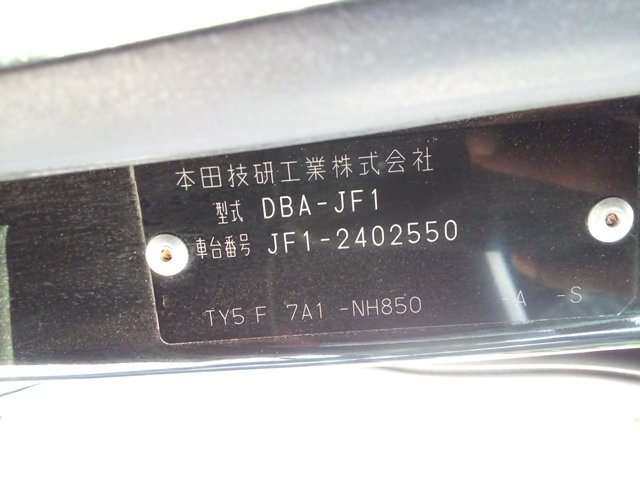 本田技研工業株式会社
型式 DBA-JF1
車台番号 JF1-2402550
TY5F 7A1 -NH850 -A -S